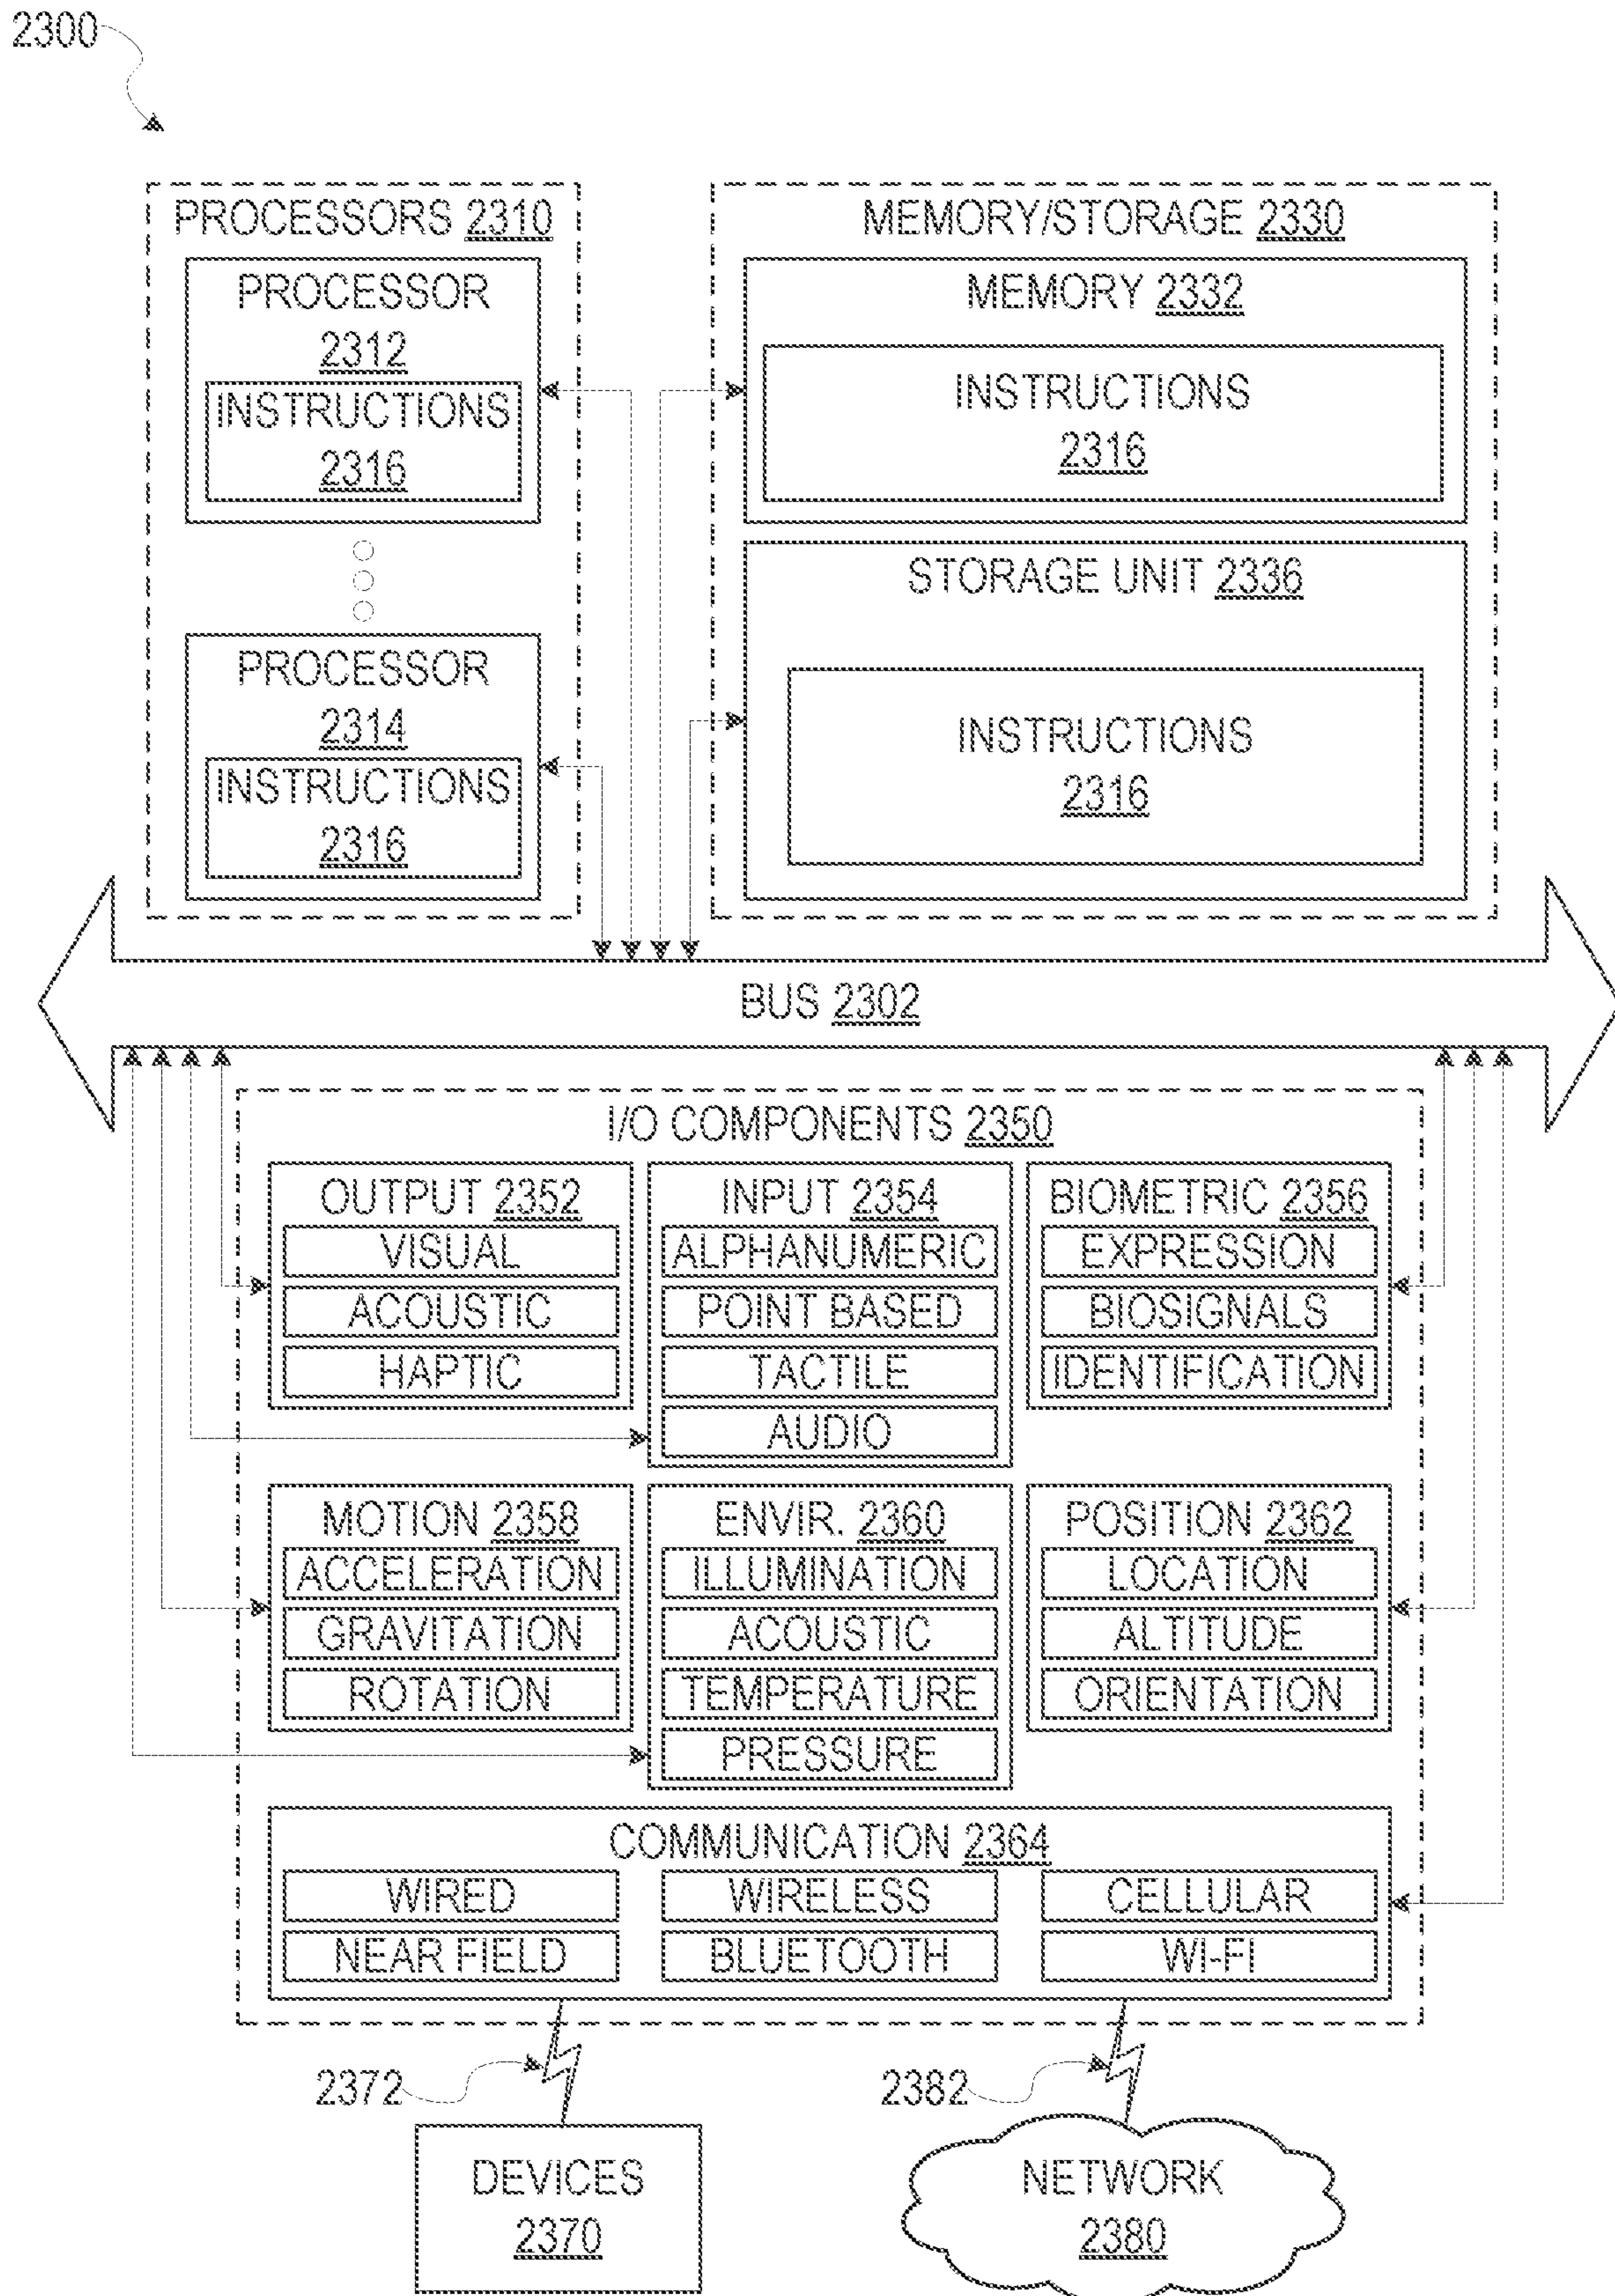 2300
PROCESSORS 2310
PROCESSOR
2312
INSTRUCTIONS
2316
PROCESSOR
2314
INSTRUCTIONS
2316
MEMORY/STORAGE 2330
MEMORY 2332
INSTRUCTIONS
2316
STORAGE UNIT 2336
INSTRUCTIONS
2316
BUS 2302
I/O COMPONENTS 2350
OUTPUT 2352
VISUAL
ACOUSTIC
HAPTIC
INPUT 2354
ALPHANUMERIC
POINT BASED
TACTILE
AUDIO
BIOMETRIC 2356
EXPRESSION
BIOSIGNALS
IDENTIFICATION
MOTION 2358
ACCELERATION
GRAVITATION
ROTATION
ENVIR. 2360
ILLUMINATION
ACOUSTIC
TEMPERATURE
PRESSURE
POSITION 2362
LOCATION
ALTITUDE
ORIENTATION
COMMUNICATION 2364
WIRED
WIRELESS
CELLULAR
NEAR FIELD
BLUETOOTH
WI-FI
2372
2382
DEVICES
2370
NETWORK
2380